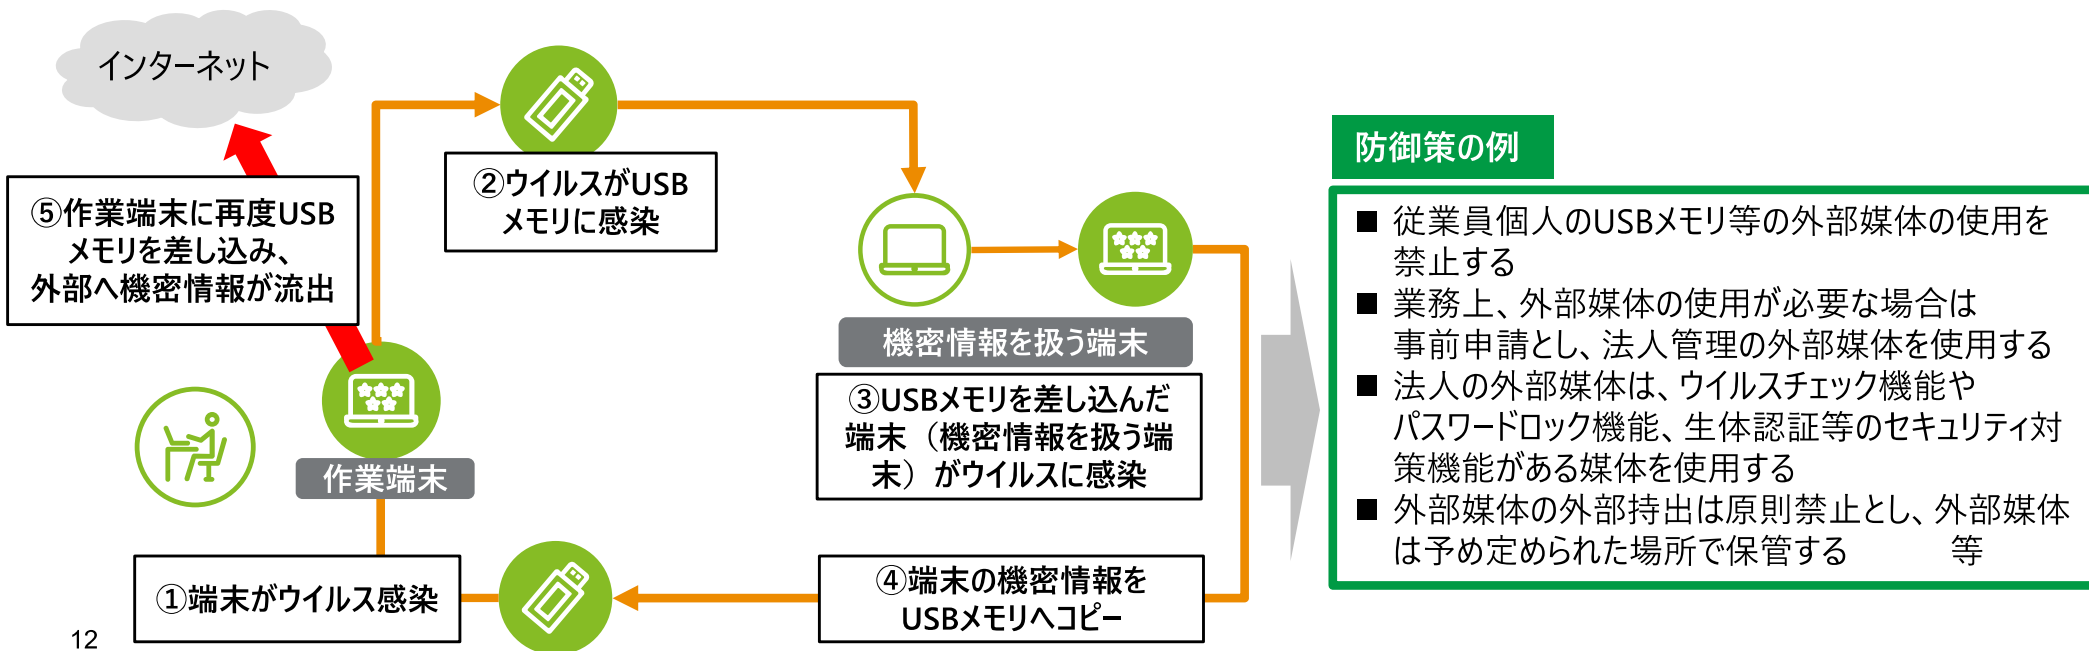 インターネット
⑤作業端末に再度USB
メモリを差し込み、
外部へ機密情報が流出
②ウイルスがUSB
メモリに感染
機密情報を扱う端末
③USBメモリを差し込んだ
端末（機密情報を扱う端
末）がウイルスに感染
作業端末
①端末がウイルス感染
④端末の機密情報を
USBメモリへコピー
防御策の例
■ 従業員個人のUSBメモリ等の外部媒体の使用を
禁止する
■ 業務上、外部媒体の使用が必要な場合は
事前申請とし、法人管理の外部媒体を使用する
■ 法人の外部媒体は、ウイルスチェック機能や
パスワードロック機能、生体認証等のセキュリティ対
策機能がある媒体を使用する
■ 外部媒体の外部持出は原則禁止とし、外部媒体
は予め定められた場所で保管する 等
12